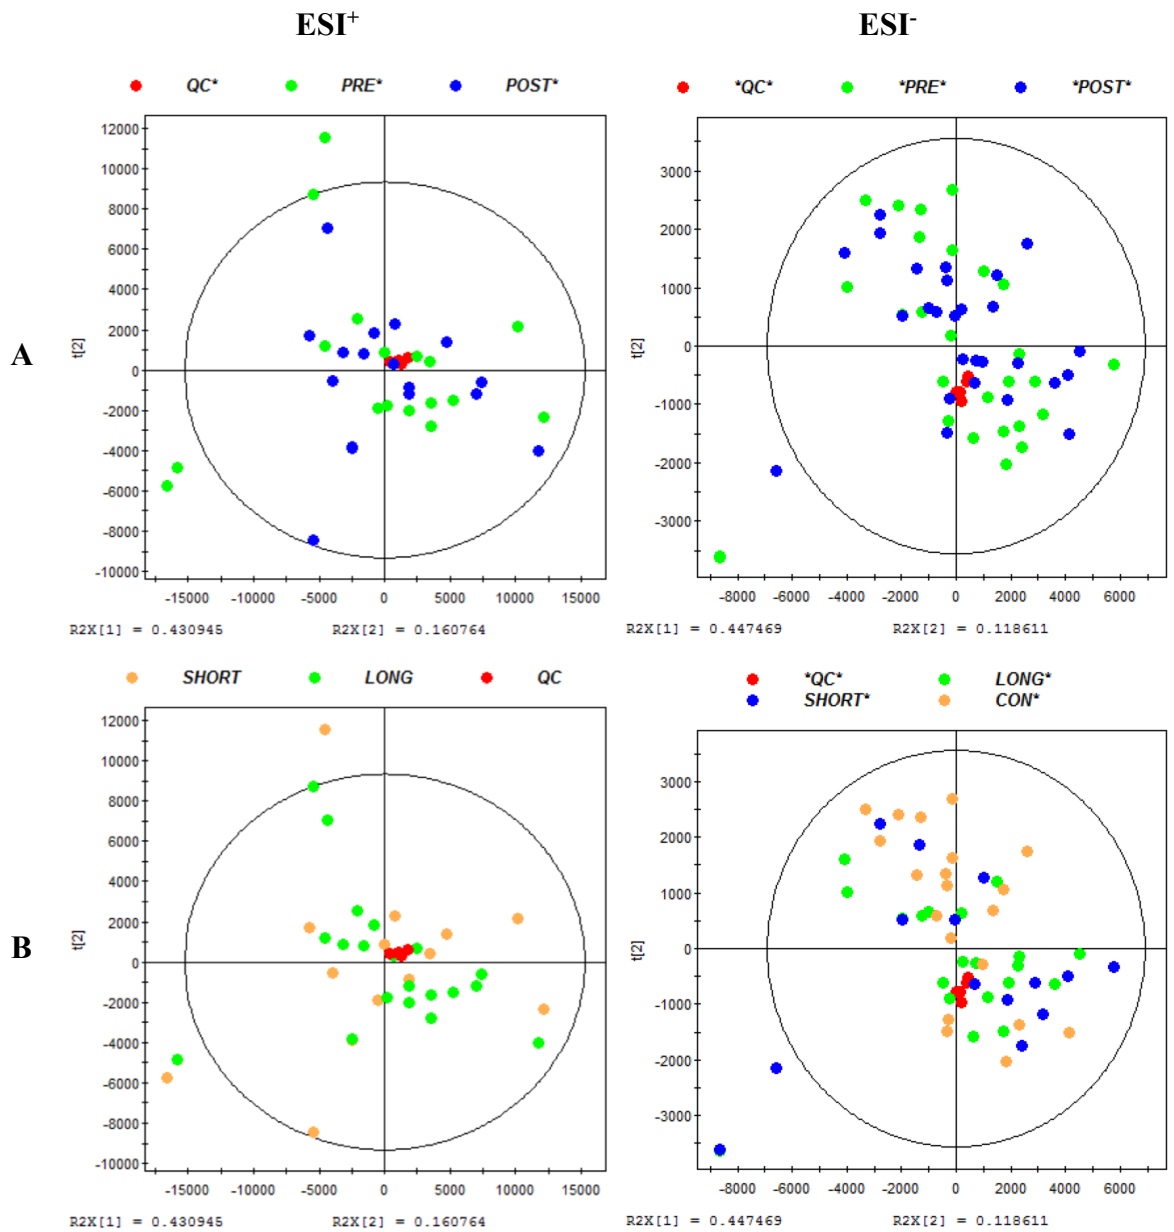 ESI+ ESI-
QC* PRE* POST* *QC* *PRE* *POST*
12000
10000
8000
6000
4000
2000
0
-2000
-4000
-6000
-8000
-10000
t[2]
-15000 -10000 -5000 0 5000 10000 15000
R2X[1] = 0.430945 R2X[2] = 0.160764
3000
2000
1000
0
-1000
-2000
-3000
t[2]
-8000 -6000 -4000 -2000 0 2000 4000 6000
R2X[1] = 0.447469 R2X[2] = 0.118611
A
SHORT LONG QC
12000
10000
8000
6000
4000
2000
0
-2000
-4000
-6000
-8000
-10000
t[2]
-15000 -10000 -5000 0 5000 10000 15000
R2X[1] = 0.430945 R2X[2] = 0.160764
*QC* LONG*
SHORT* CON*
3000
2000
1000
0
-1000
-2000
-3000
t[2]
-8000 -6000 -4000 -2000 0 2000 4000 6000
R2X[1] = 0.447469 R2X[2] = 0.118611
B